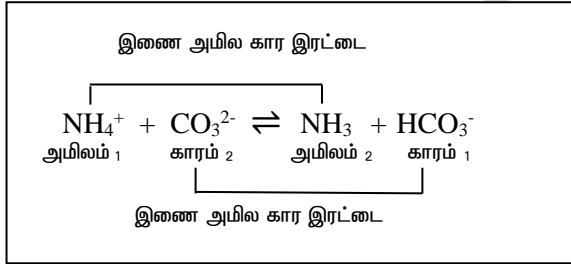 இணை அமில கார இரட்டை
NH₄⁺ + CO₃²⁻ ⇌ NH₃ + HCO₃⁻
அமிலம் ₁ காரம் ₂ அமிலம் ₂ காரம் ₁
இணை அமில கார இரட்டை